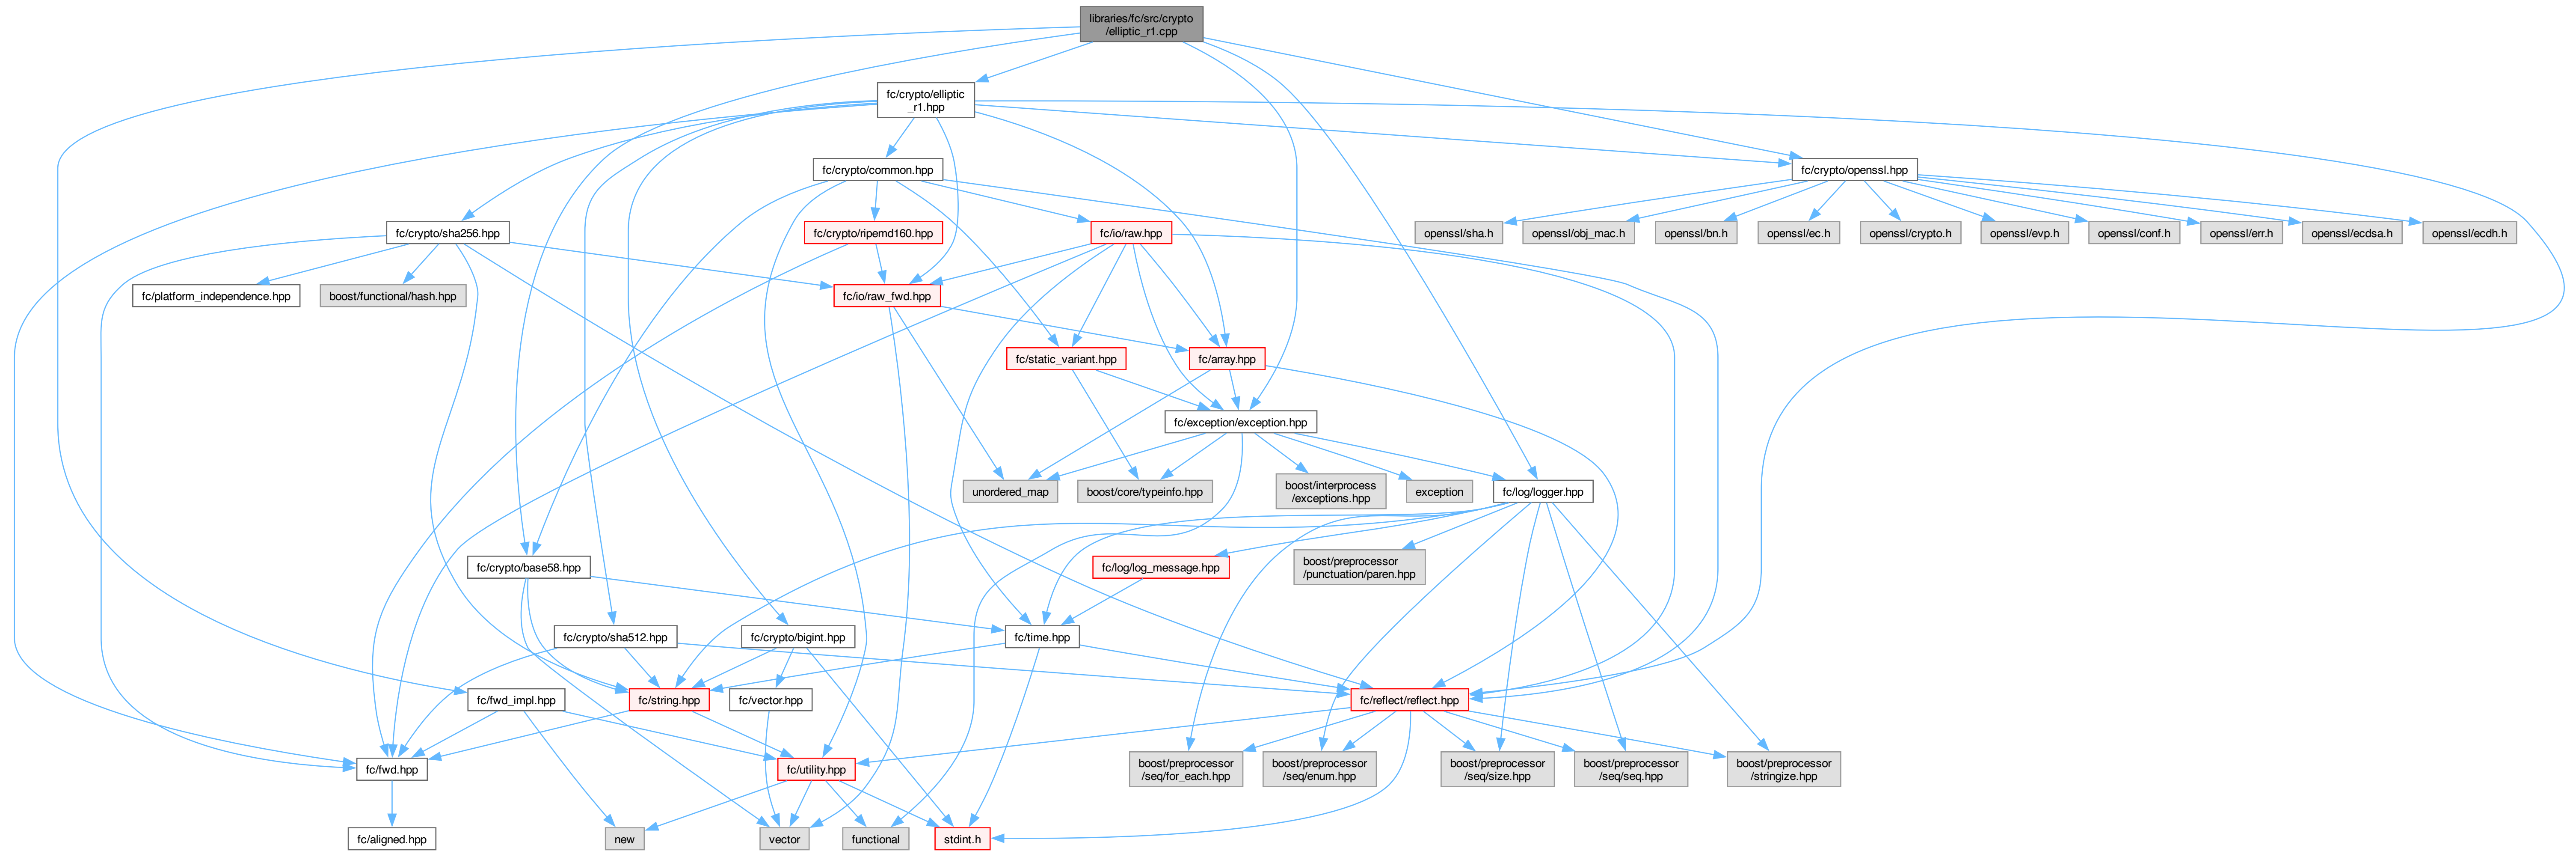 libraries/fc/src/crypto
/elliptic_r1.cpp
fc/crypto/elliptic
_r1.hpp
fc/crypto/common.hpp
fc/crypto/openssl.hpp
fc/crypto/sha256.hpp
fc/crypto/ripemd160.hpp
fc/io/raw.hpp
openssl/sha.h
openssl/obj_mac.h
openssl/bn.h
openssl/ec.h
openssl/crypto.h
openssl/evp.h
openssl/conf.h
openssl/err.h
openssl/ecdsa.h
openssl/ecdh.h
fc/platform_independence.hpp
boost/functional/hash.hpp
fc/io/raw_fwd.hpp
fc/static_variant.hpp
fc/array.hpp
fc/exception/exception.hpp
unordered_map
boost/core/typeinfo.hpp
boost/interprocess
/exceptions.hpp
exception
fc/log/logger.hpp
fc/crypto/base58.hpp
fc/log/log_message.hpp
boost/preprocessor
/punctuation/paren.hpp
fc/crypto/sha512.hpp
fc/crypto/bigint.hpp
fc/time.hpp
fc/fwd_impl.hpp
fc/string.hpp
fc/vector.hpp
fc/reflect/reflect.hpp
fc/fwd.hpp
fc/utility.hpp
boost/preprocessor
/seq/for_each.hpp
boost/preprocessor
/seq/enum.hpp
boost/preprocessor
/seq/size.hpp
boost/preprocessor
/seq/seq.hpp
boost/preprocessor
/stringize.hpp
fc/aligned.hpp
new
vector
functional
stdint.h